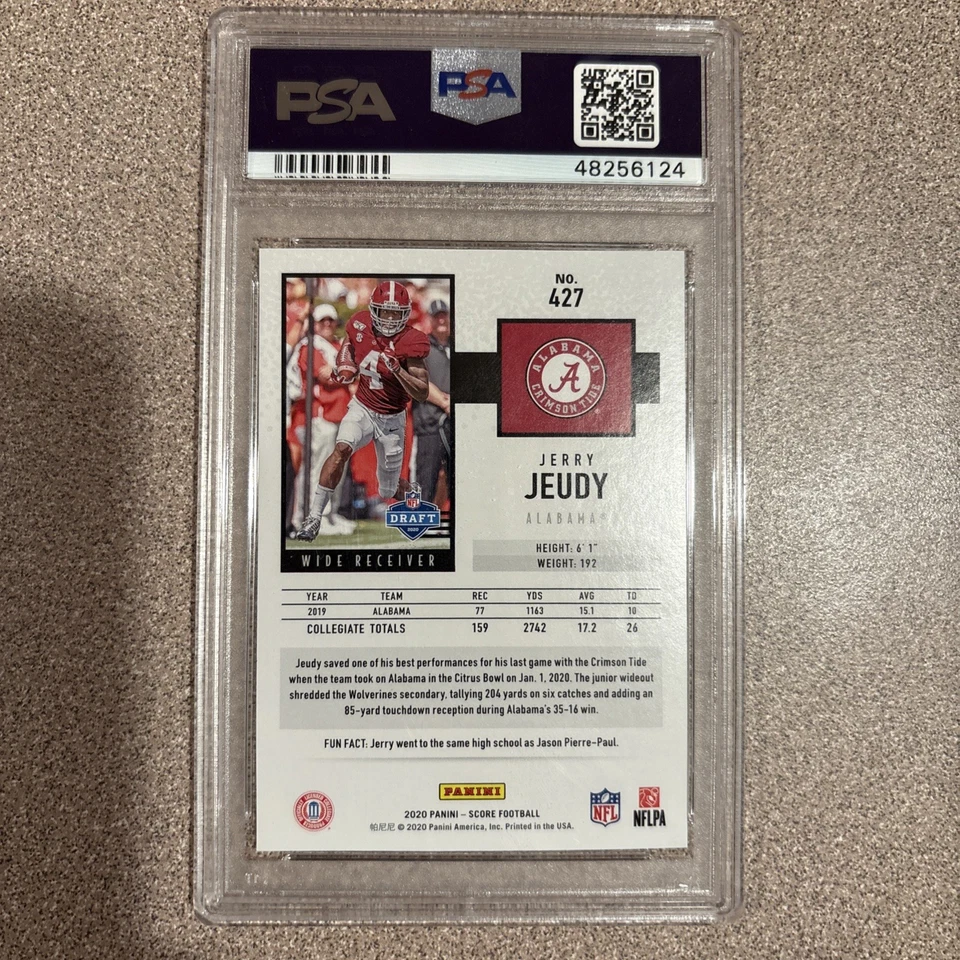 PSA
PSA
48256124
NO.
427
ALABAMA
A
CRIMSON TIDE
4
NFL
DRAFT
2020
WIDE RECEIVER
JERRY
JEUDY
ALABAMA®
HEIGHT: 6' 1"
WEIGHT: 192
YEAR TEAM REC YDS AVG TD
2019 ALABAMA 77 1163 15.1 10
COLLEGIATE TOTALS 159 2742 17.2 26
Jeudy saved one of his best performances for his last game with the Crimson Tide
when the team took on Alabama in the Citrus Bowl on Jan. 1, 2020. The junior wideout
shredded the Wolverines secondary, tallying 204 yards on six catches and adding an
85-yard touchdown reception during Alabama's 35-16 win.
FUN FACT: Jerry went to the same high school as Jason Pierre-Paul.
PANINI
2020 PANINI – SCORE FOOTBALL
帕尼尼 © 2020 Panini America, Inc. Printed in the USA.
NFL
NFLPA